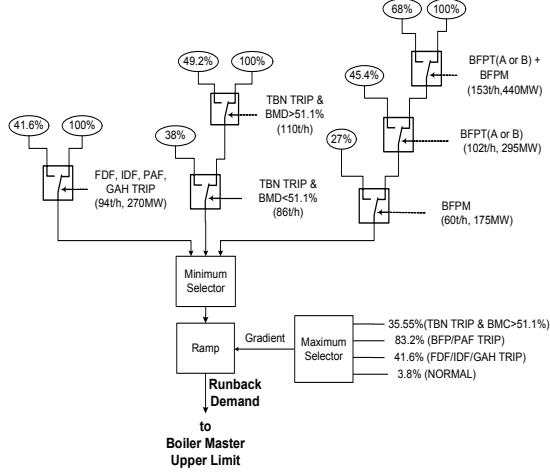 68%
100%
49.2%
100%
BFPT(A or B) +
BFPM
(153t/h,440MW)
45.4%
TBN TRIP &
BMD>51.1%
(110t/h)
BFPT(A or B)
(102t/h, 295MW)
41.6%
100%
38%
27%
FDF, IDF, PAF,
GAH TRIP
(94t/h, 270MW)
TBN TRIP &
BMD<51.1%
(86t/h)
BFPM
(60t/h, 175MW)
Minimum
Selector
Ramp
Gradient
Maximum
Selector
35.55%(TBN TRIP & BMC>51.1%)
83.2% (BFP/PAF TRIP)
41.6% (FDF/IDF/GAH TRIP)
3.8% (NORMAL)
Runback
Demand
to
Boiler Master
Upper Limit